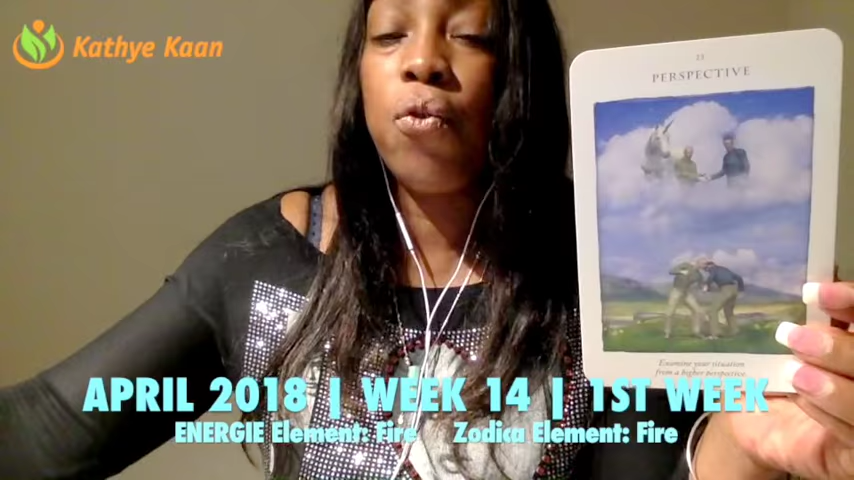 Kathye Kaan
21
PERSPECTIVE
Examine your situation
from a higher perspective.
APRIL 2018 | WEEK 14 | 1ST WEEK
ENERGIE Element: Fire Zodica Element: Fire